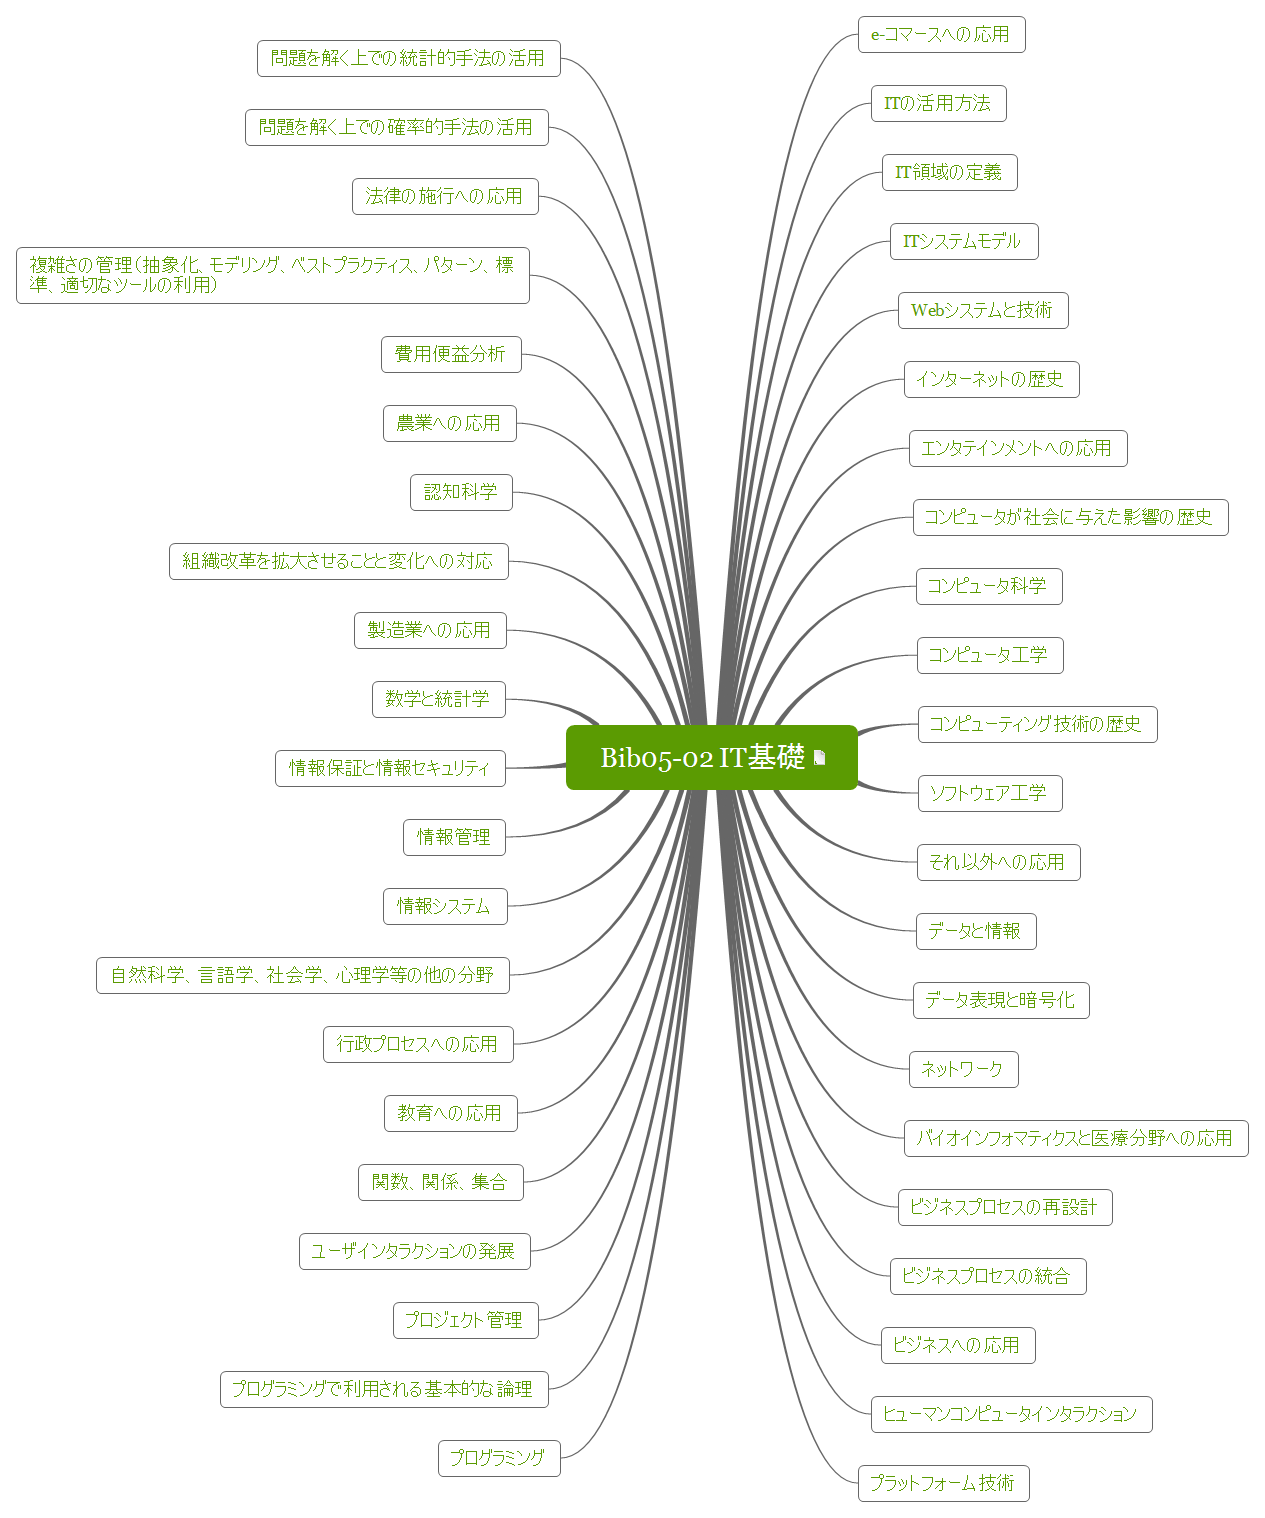 Bib05-02 IT基礎
e-コマースへの応用
ITの活用方法
IT領域の定義
ITシステムモデル
Webシステムと技術
インターネットの歴史
エンタテインメントへの応用
コンピュータが社会に与えた影響の歴史
コンピュータ科学
コンピュータ工学
コンピューティング技術の歴史
ソフトウェア工学
それ以外への応用
データと情報
データ表現と暗号化
ネットワーク
バイオインフォマティクスと医療分野への応用
ビジネスプロセスの再設計
ビジネスプロセスの統合
ビジネスへの応用
ヒューマンコンピュータインタラクション
プラットフォーム技術
問題を解く上での統計的手法の活用
問題を解く上での確率的手法の活用
法律の施行への応用
複雑さの管理（抽象化、モデリング、ベストプラクティス、パターン、標
準、適切なツールの利用）
費用便益分析
農業への応用
認知科学
組織改革を拡大させることと変化への対応
製造業への応用
数学と統計学
情報保証と情報セキュリティ
情報管理
情報システム
自然科学、言語学、社会学、心理学等の他の分野
行政プロセスへの応用
教育への応用
関数、関係、集合
ユーザインタラクションの発展
プロジェクト管理
プログラミングで利用される基本的な論理
プログラミング